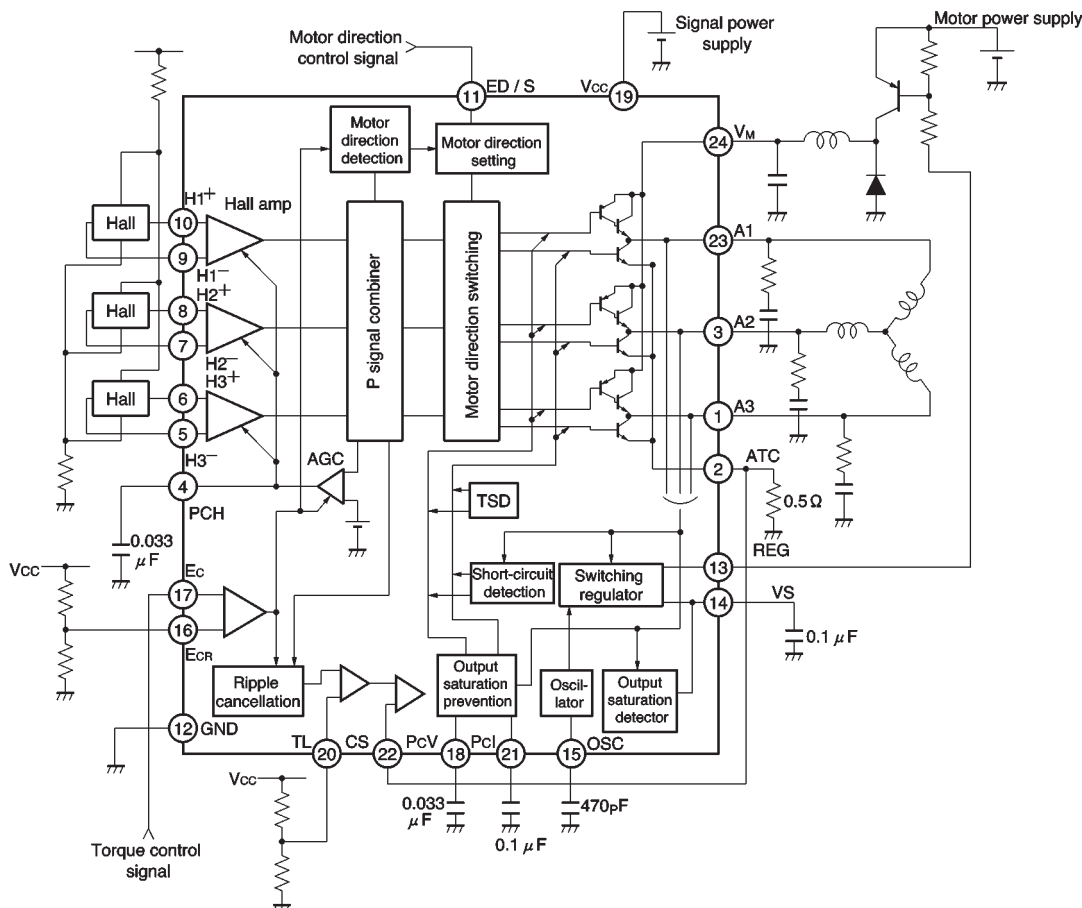 Motor direction
control signal
Signal power
supply
Motor power supply
11
ED / S
VCC
19
Motor
direction
detection
Motor direction
setting
24
VM
H1+
Hall amp
Hall
10
9
H1−
23
A1
H2+
Hall
8
7
H2−
P signal combiner
Motor direction switching
3
A2
H3+
Hall
6
5
H3−
1
A3
AGC
2
ATC
4
PCH
TSD
0.5Ω
0.033
μF
REG
VCC
EC
17
Short-circuit
detection
Switching
regulator
13
14
VS
16
ECR
0.1μF
Ripple
cancellation
Output
saturation
prevention
Oscil-
lator
Output
saturation
detector
12
GND
TL
20
CS
22
PCV
18
PCI
21
15
OSC
VCC
0.033
μF
0.1μF
470PF
Torque control
signal